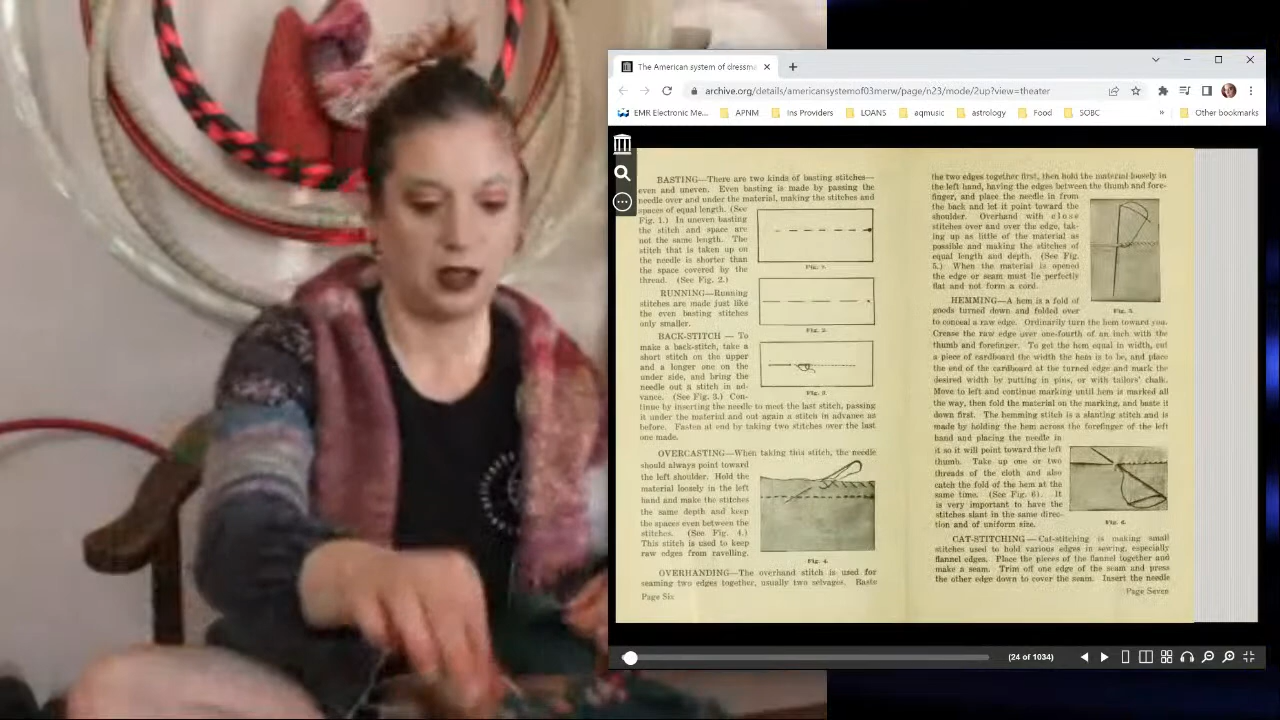 The American system of dressma
archive.org/details/americansystemof03merw/page/n23/mode/2up?view=theater
EMR Electronic Me...
APNM
Ins Providers
LOANS
aqmusic
astrology
Food
SOBC
»
Other bookmarks
BASTING—There are two kinds of basting stitches—
even and uneven. Even basting is made by passing the
needle over and under the material, making the stitches and
spaces of equal length. (See
Fig. 1.) In uneven basting
the stitch and space are
not the same length. The
stitch that is taken up on
the needle is shorter than
the space covered by the
thread. (See Fig. 2.)
Fig. 1.
RUNNING—Running
stitches are made just like
the even basting stitches
only smaller.
Fig. 2.
BACK-STITCH — To
make a back-stitch, take a
short stitch on the upper
and a longer one on the
under side, and bring the
needle out a stitch in ad-
vance. (See Fig. 3.) Con-
Fig. 3
tinue by inserting the needle to meet the last stitch, passing
it under the material and out again a stitch in advance as
before. Fasten at end by taking two stitches over the last
one made.
OVERCASTING—When taking this stitch, the needle
should always point toward
the left shoulder. Hold the
material loosely in the left
hand and make the stitches
the same depth and keep
the spaces even between the
stitches. (See Fig. 4.)
This stitch is used to keep
raw edges from ravelling.
Fig. 4.
OVERHANDING—The overhand stitch is used for
seaming two edges together, usually two selvages. Baste
Page Six
the two edges together first, then hold the material loosely in
the left hand, having the edges between the thumb and fore-
finger, and place the needle in from
the back and let it point toward the
shoulder. Overhand with close
stitches over and over the edge, tak-
ing up as little of the material as
possible and making the stitches of
equal length and depth. (See Fig.
5.) When the material is opened
the edge or seam must lie perfectly
flat and not form a cord.
Fig. 5.
HEMMING—A hem is a fold of
goods turned down and folded over
to conceal a raw edge. Ordinarily turn the hem toward you.
Crease the raw edge over one-fourth of an inch with the
thumb and forefinger. To get the hem equal in width, cut
a piece of cardboard the width the hem is to be, and place
the end of the cardboard at the turned edge and mark the
desired width by putting in pins, or with tailors' chalk.
Move to left and continue marking until hem is marked all
the way, then fold the material on the marking, and baste it
down first. The hemming stitch is a slanting stitch and is
made by holding the hem across the forefinger of the left
hand and placing the needle in
it so it will point toward the left
thumb. Take up one or two
threads of the cloth and also
catch the fold of the hem at the
same time. (See Fig. 6). It
is very important to have the
stitches slant in the same direc-
tion and of uniform size.
Fig. 6.
CAT-STITCHING — Cat-stitching is making small
stitches used to hold various edges in sewing, especially
flannel edges. Place the pieces of the flannel together and
make a seam. Trim off one edge of the seam and press
the other edge down to cover the seam. Insert the needle
Page Seven
(24 of 1034)